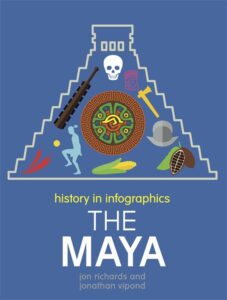 history in infographics
THE
MAYA
jon richards and
jonathan vipond